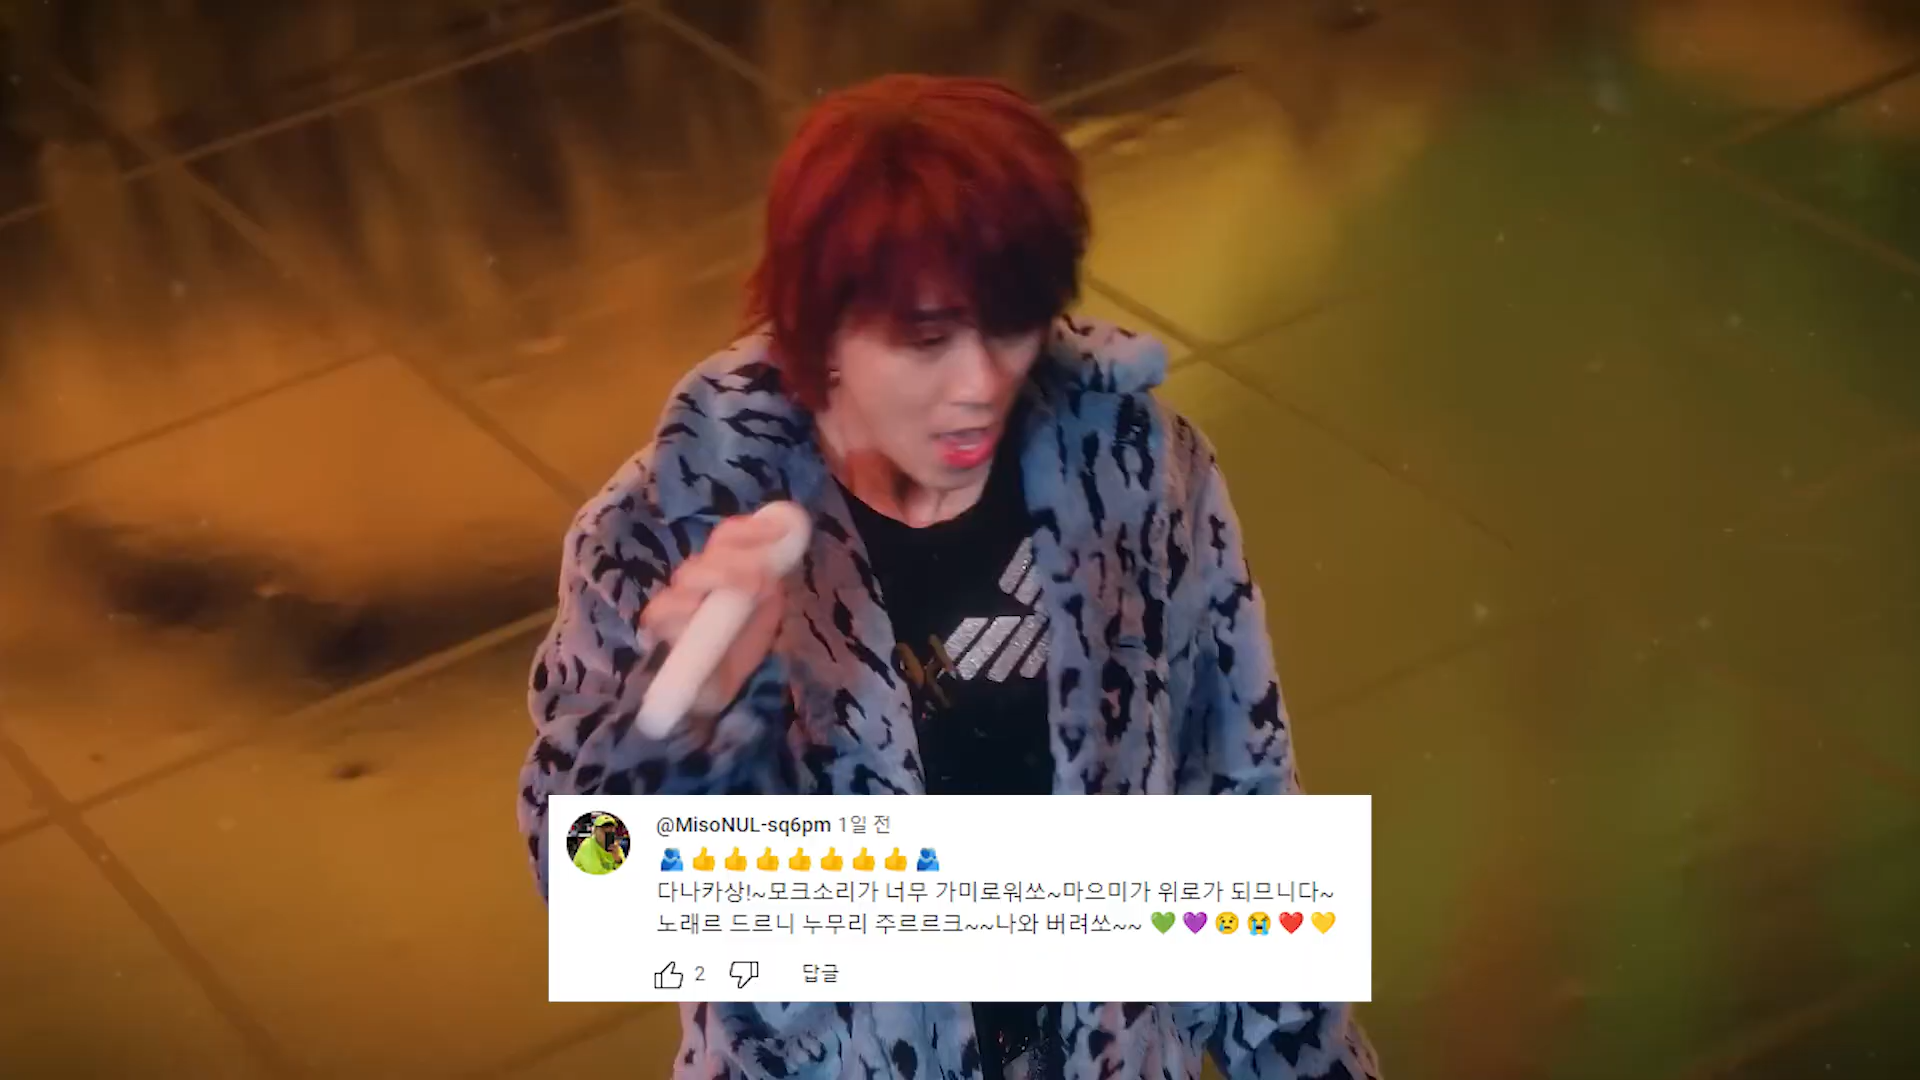 @MisoNUL-sq6pm 1일 전
🫂👍👍👍👍👍👍👍🫂
다나카상!~모크소리가 너무 가미로워쏘~마으미가 위로가 되므니다~
노래르 드르니 누무리 주르르크~~나와 버려쏘~~ 💚💜😢😭❤️💛
2 답글